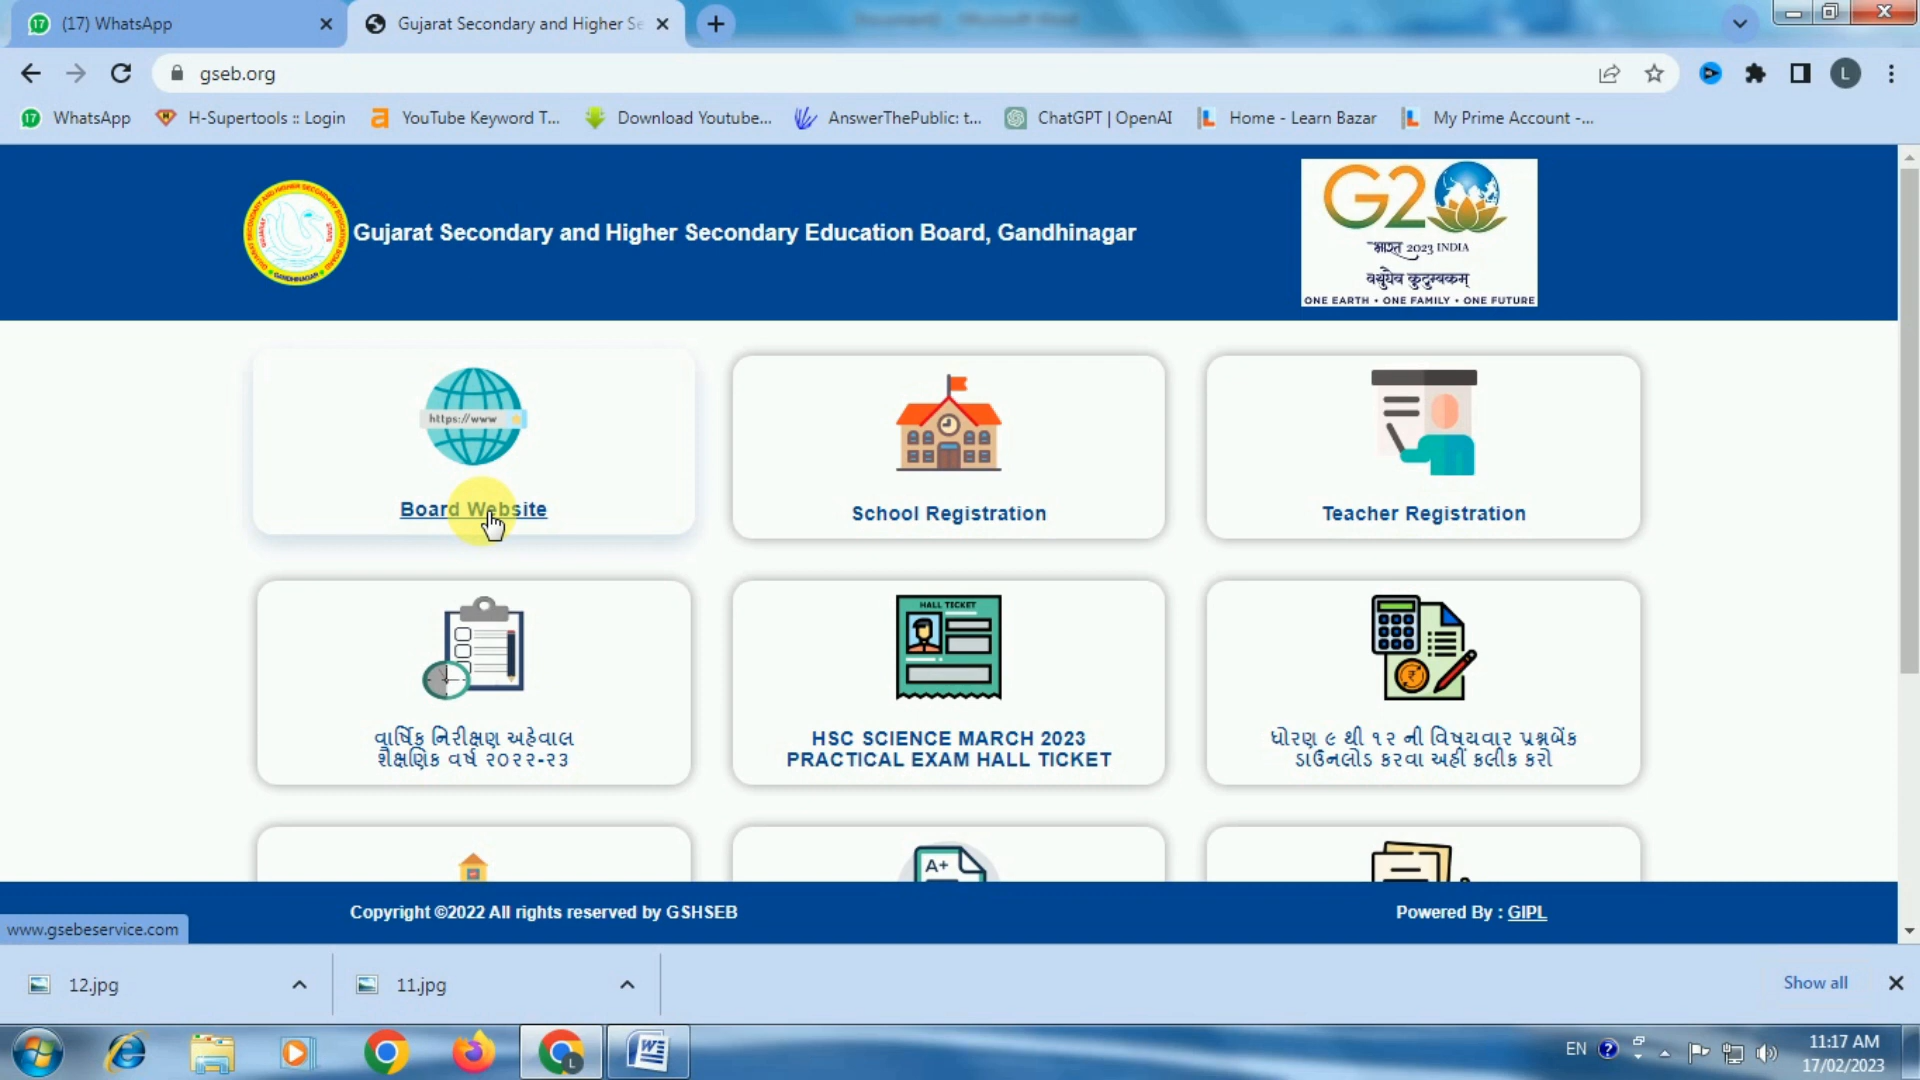 (17) WhatsApp
Gujarat Secondary and Higher Se
gseb.org
L
WhatsApp
H-Supertools :: Login
YouTube Keyword T...
Download Youtube...
AnswerThePublic: t...
ChatGPT | OpenAI
Home - Learn Bazar
My Prime Account -...
Gujarat Secondary and Higher Secondary Education Board, Gandhinagar
G20
भारत 2023 INDIA
वसुधैव कुटुम्बकम्
ONE EARTH • ONE FAMILY • ONE FUTURE
https://www
Board Website
School Registration
Teacher Registration
વાર્ષિક નિરીક્ષણ અહેવાલ
શૈક્ષણિક વર્ષ ૨૦૨૨-૨૩
HALL TICKET
HSC SCIENCE MARCH 2023
PRACTICAL EXAM HALL TICKET
ધોરણ ૯ થી ૧૨ ની વિષયવાર પ્રશ્નબેંક
ડાઉનલોડ કરવા અહીં કલીક કરો
A+
Copyright ©2022 All rights reserved by GSHSEB
Powered By : GIPL
www.gsebeservice.com
12.jpg
11.jpg
Show all
EN
11:17 AM
17/02/2023